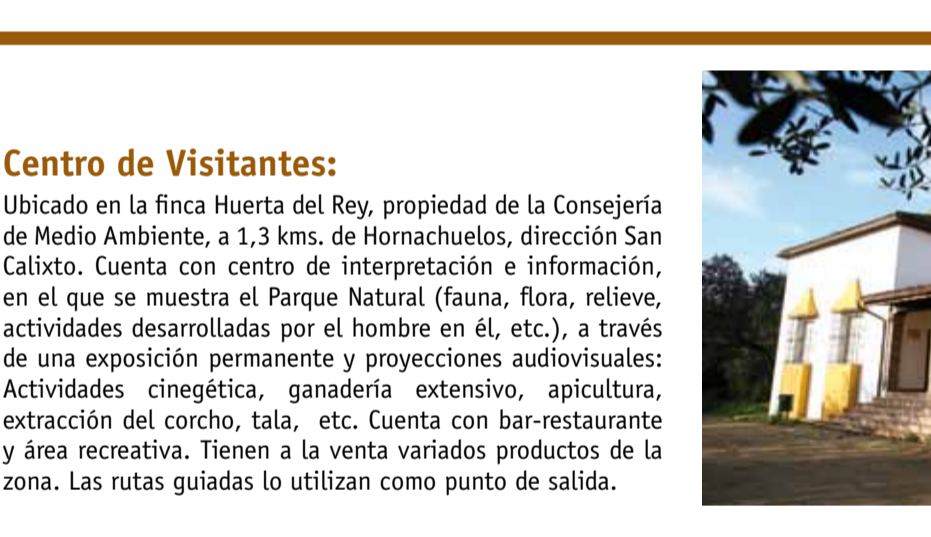 Centro de Visitantes:
Ubicado en la finca Huerta del Rey, propiedad de la Consejería
de Medio Ambiente, a 1,3 kms. de Hornachuelos, dirección San
Calixto. Cuenta con centro de interpretación e información,
en el que se muestra el Parque Natural (fauna, flora, relieve,
actividades desarrolladas por el hombre en él, etc.), a través
de una exposición permanente y proyecciones audiovisuales:
Actividades cinegética, ganadería extensivo, apicultura,
extracción del corcho, tala, etc. Cuenta con bar-restaurante
y área recreativa. Tienen a la venta variados productos de la
zona. Las rutas guiadas lo utilizan como punto de salida.